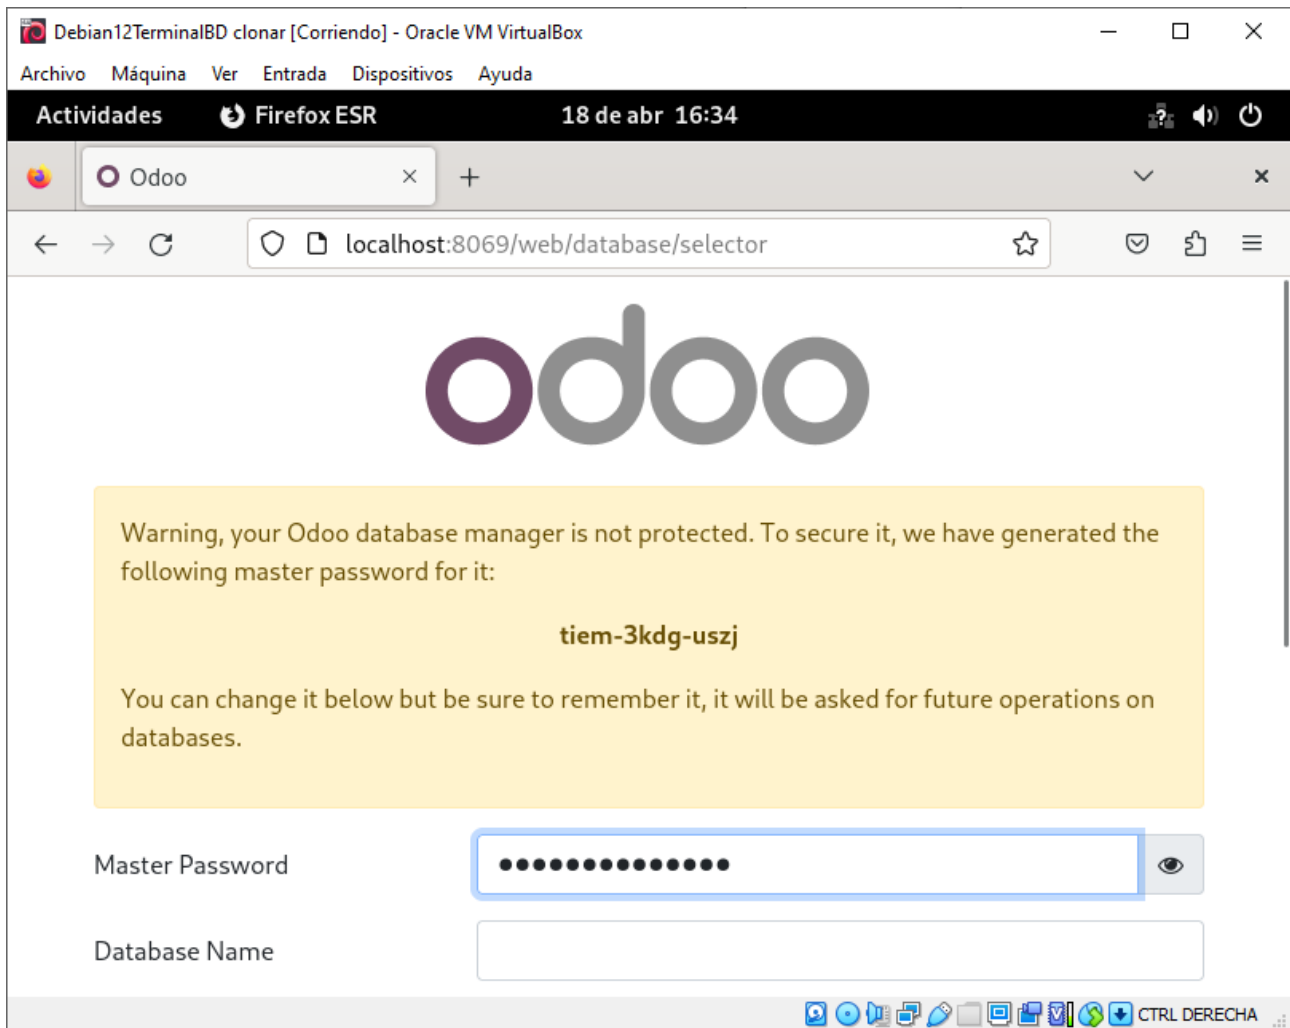 Debian12TerminalBD clonar [Corriendo] - Oracle VM VirtualBox
Archivo Máquina Ver Entrada Dispositivos Ayuda
Actividades Firefox ESR 18 de abr 16:34
Odoo
localhost:8069/web/database/selector
odoo
Warning, your Odoo database manager is not protected. To secure it, we have generated the
following master password for it:
tiem-3kdg-uszj
You can change it below but be sure to remember it, it will be asked for future operations on
databases.
Master Password ••••••••••••••
Database Name
CTRL DERECHA